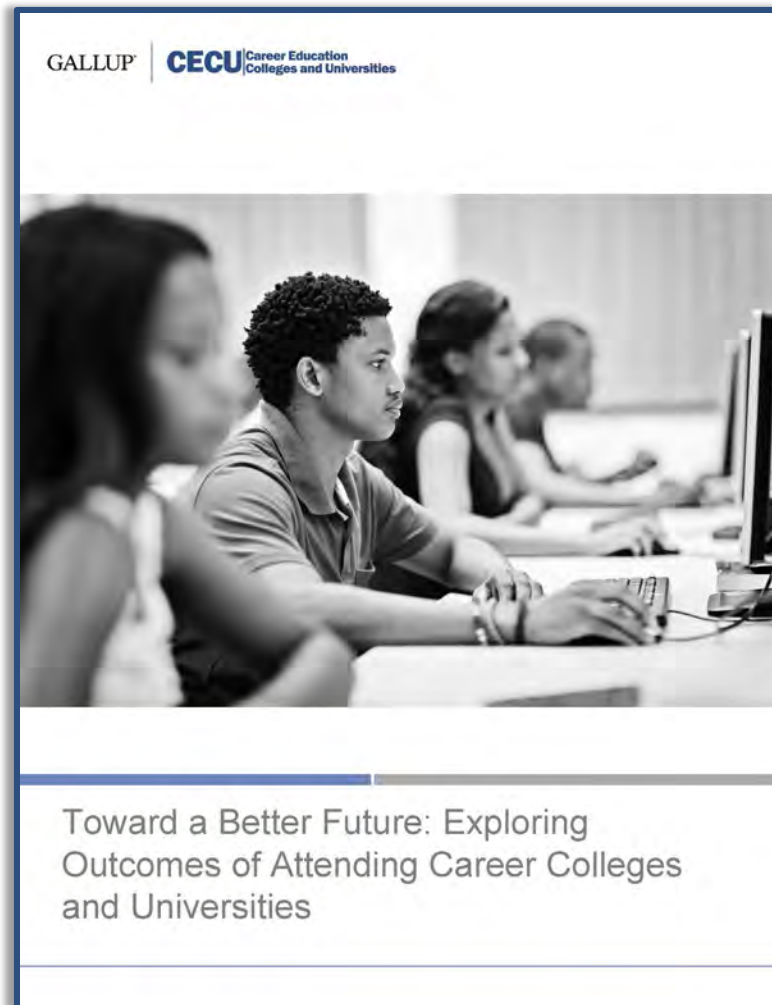 GALLUP
CECU Career Education
Colleges and Universities
Toward a Better Future: Exploring
Outcomes of Attending Career Colleges
and Universities